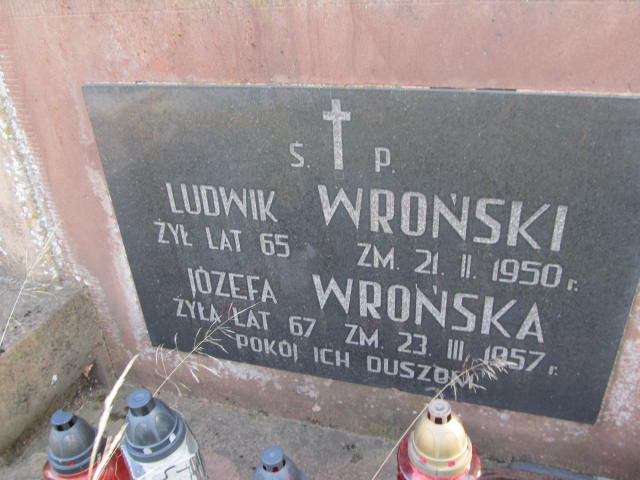 Ś. P.
LUDWIK WROŃSKI
ŻYŁ LAT 65 ZM. 21. II. 1950 r.
JÓZEFA WROŃSKA
ŻYŁA LAT 67 ZM. 23. III. 1957 r.
POKÓJ ICH DUSZOM